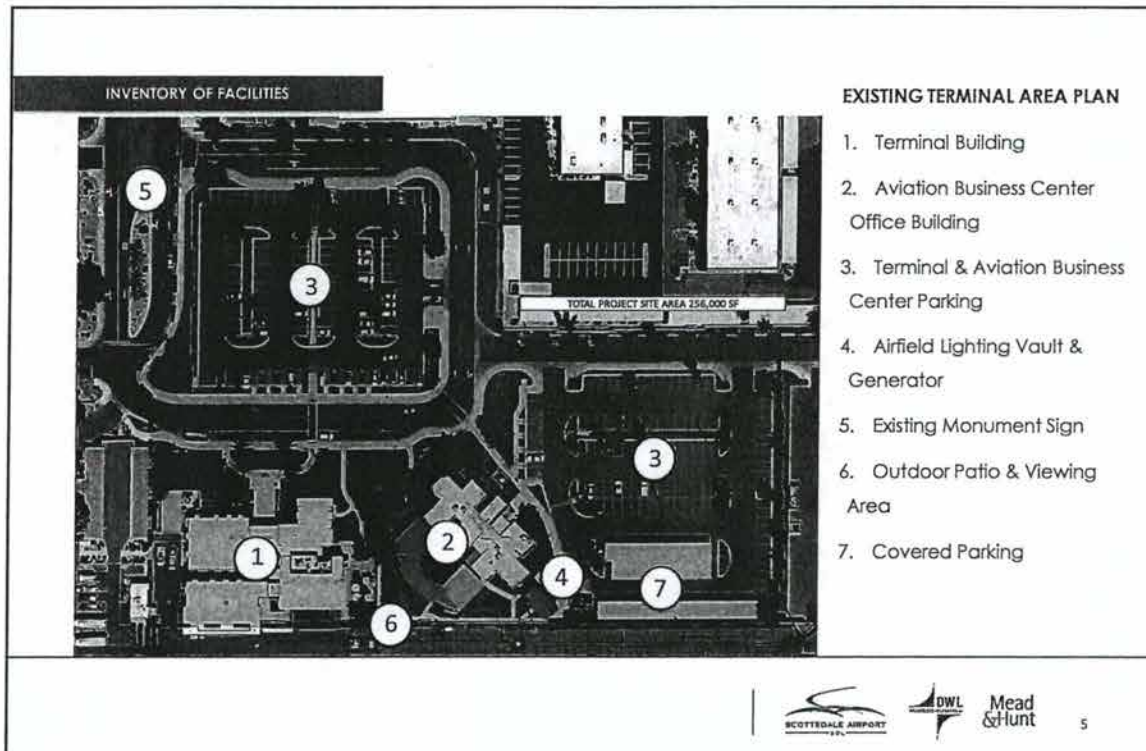 INVENTORY OF FACILITIES
EXISTING TERMINAL AREA PLAN
1. Terminal Building
2. Aviation Business Center
Office Building
3. Terminal & Aviation Business
Center Parking
4. Airfield Lighting Vault &
Generator
5. Existing Monument Sign
6. Outdoor Patio & Viewing
Area
7. Covered Parking
5
3
TOTAL PROJECT SITE AREA 256,000 SF
3
1
2
4
7
6
SCOTTSDALE AIRPORT
SDL
DWL
Mead
&Hunt
5